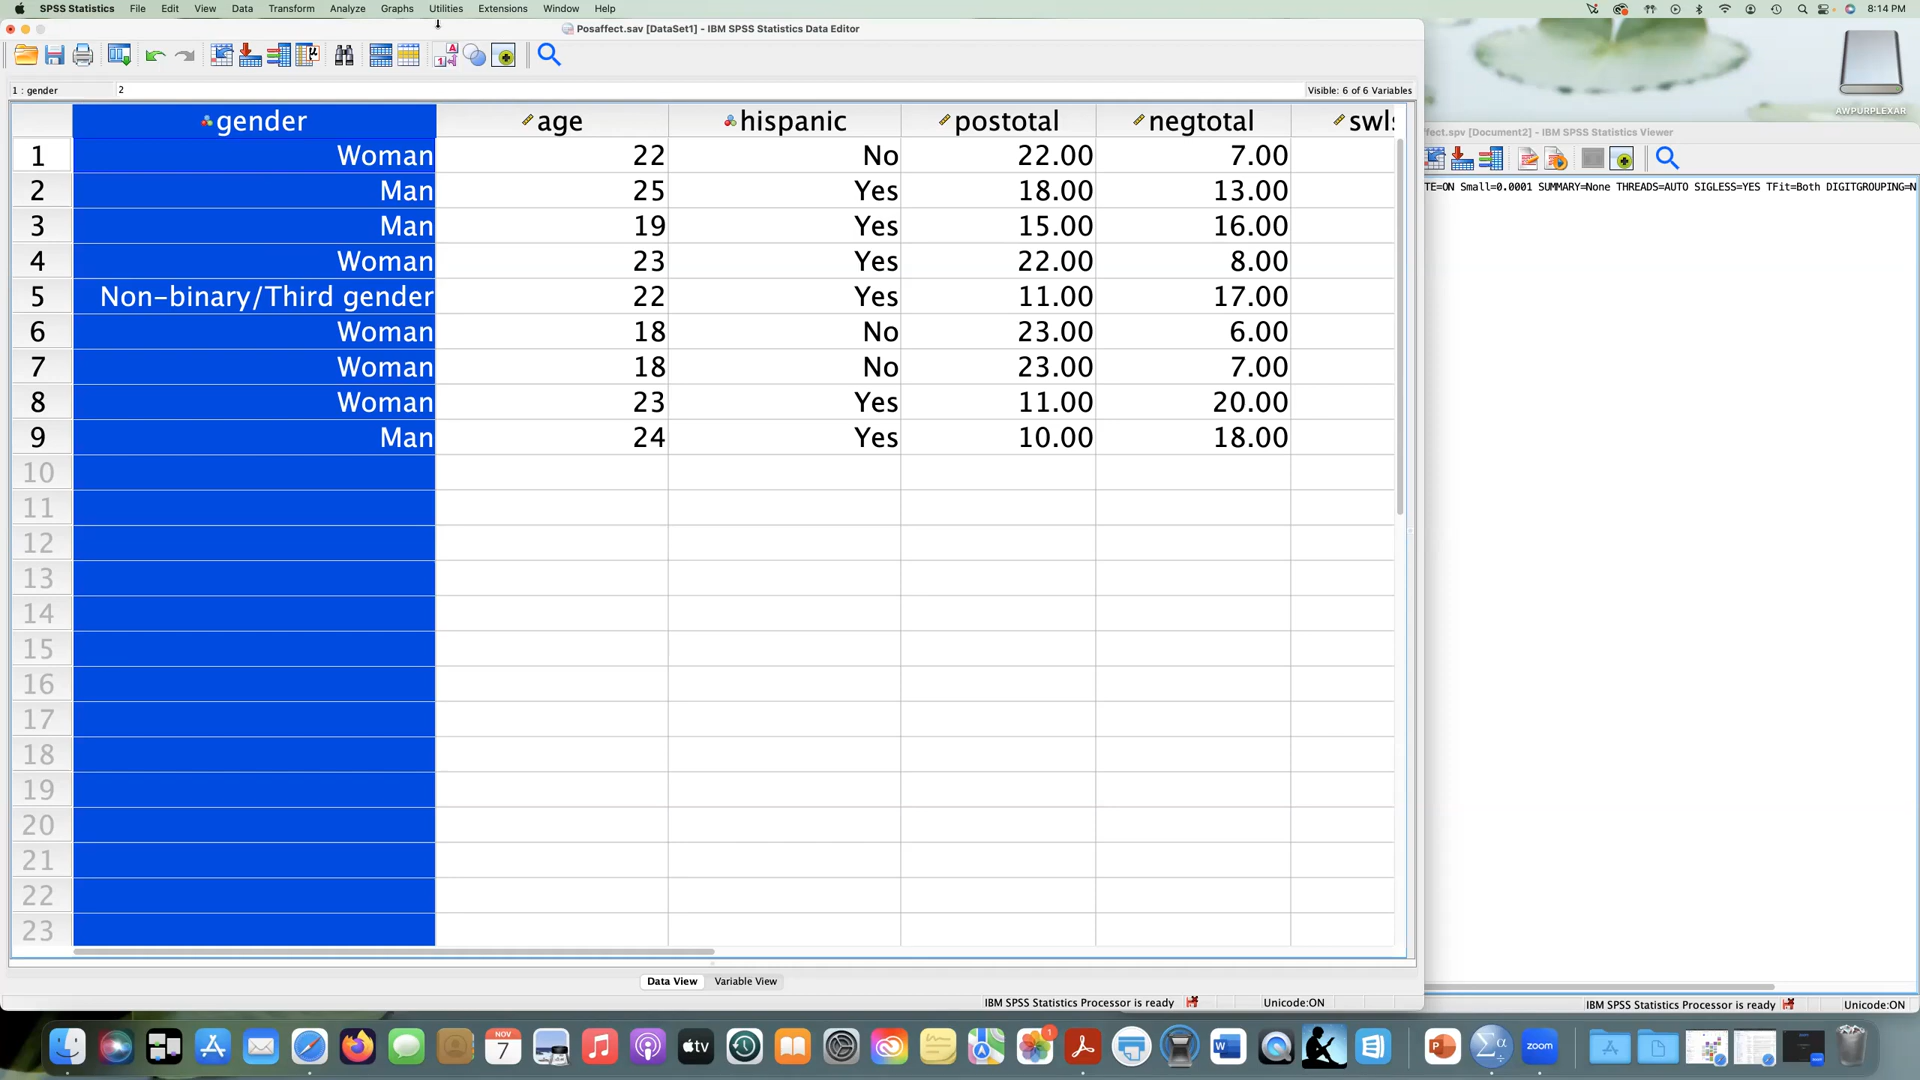 SPSS Statistics File Edit View Data Transform Analyze Graphs Utilities Extensions Window Help 8:14 PM
Posaffect.sav [DataSet1] - IBM SPSS Statistics Data Editor
1 : gender 2 Visible: 6 of 6 Variables
gender age hispanic postotal negtotal swls
1 Woman 22 No 22.00 7.00
2 Man 25 Yes 18.00 13.00
3 Man 19 Yes 15.00 16.00
4 Woman 23 Yes 22.00 8.00
5 Non-binary/Third gender 22 Yes 11.00 17.00
6 Woman 18 No 23.00 6.00
7 Woman 18 No 23.00 7.00
8 Woman 23 Yes 11.00 20.00
9 Man 24 Yes 10.00 18.00
10
11
12
13
14
15
16
17
18
19
20
21
22
23
Data View Variable View
IBM SPSS Statistics Processor is ready Unicode:ON
AWPURPLEXAR
ffect.spv [Document2] - IBM SPSS Statistics Viewer
TE=ON Small=0.0001 SUMMARY=None THREADS=AUTO SIGLESS=YES TFit=Both DIGITGROUPING=N
IBM SPSS Statistics Processor is ready Unicode:ON
NOV
7
tv
1
W
P
Σα
zoom